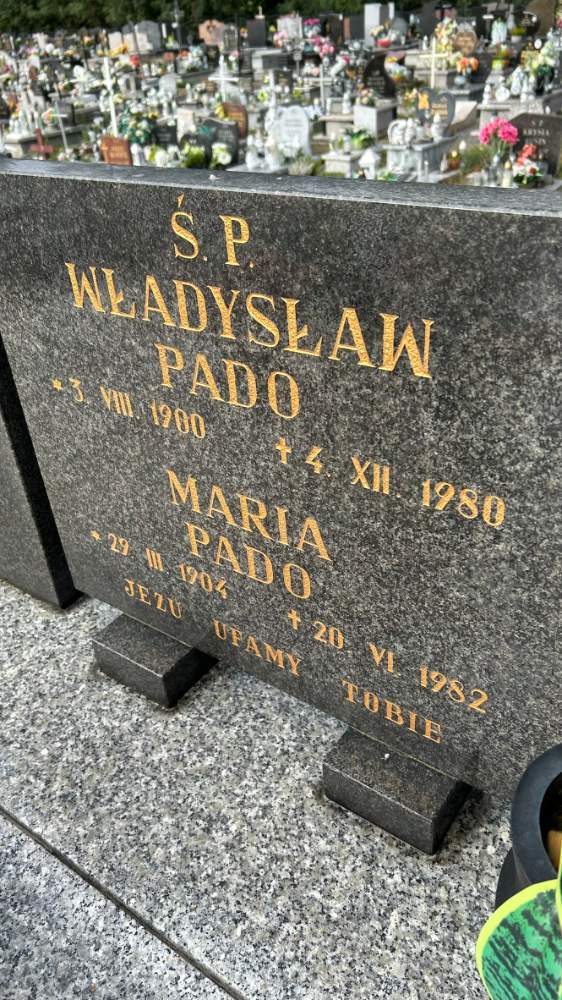 Ś. P.
WŁADYSŁAW
PADO
* 3. VIII. 1900 ✝ 4. XII. 1980
MARIA
PADO
* 29. III. 1904 ✝ 20. VI. 1982
JEZU UFAMY TOBIE
KRYSIA